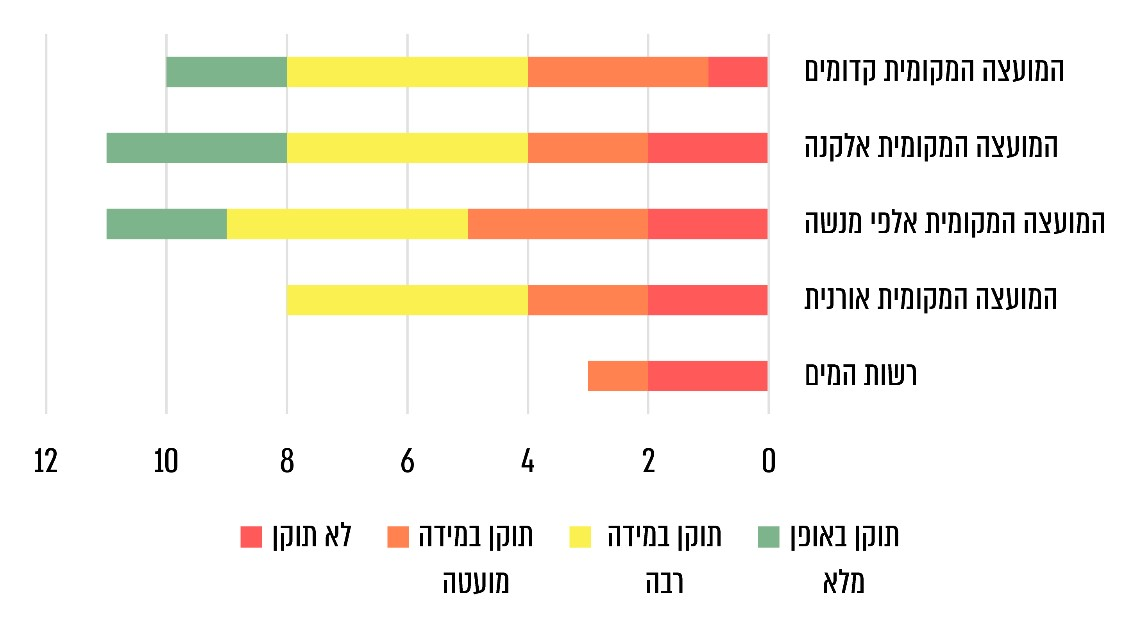 המועצה המקומית קדומים
המועצה המקומית אלקנה
המועצה המקומית אלפי מנשה
המועצה המקומית אורנית
רשות המים
12 10 8 6 4 2 0
תוקן באופן מלא
תוקן במידה רבה
תוקן במידה מועטה
לא תוקן